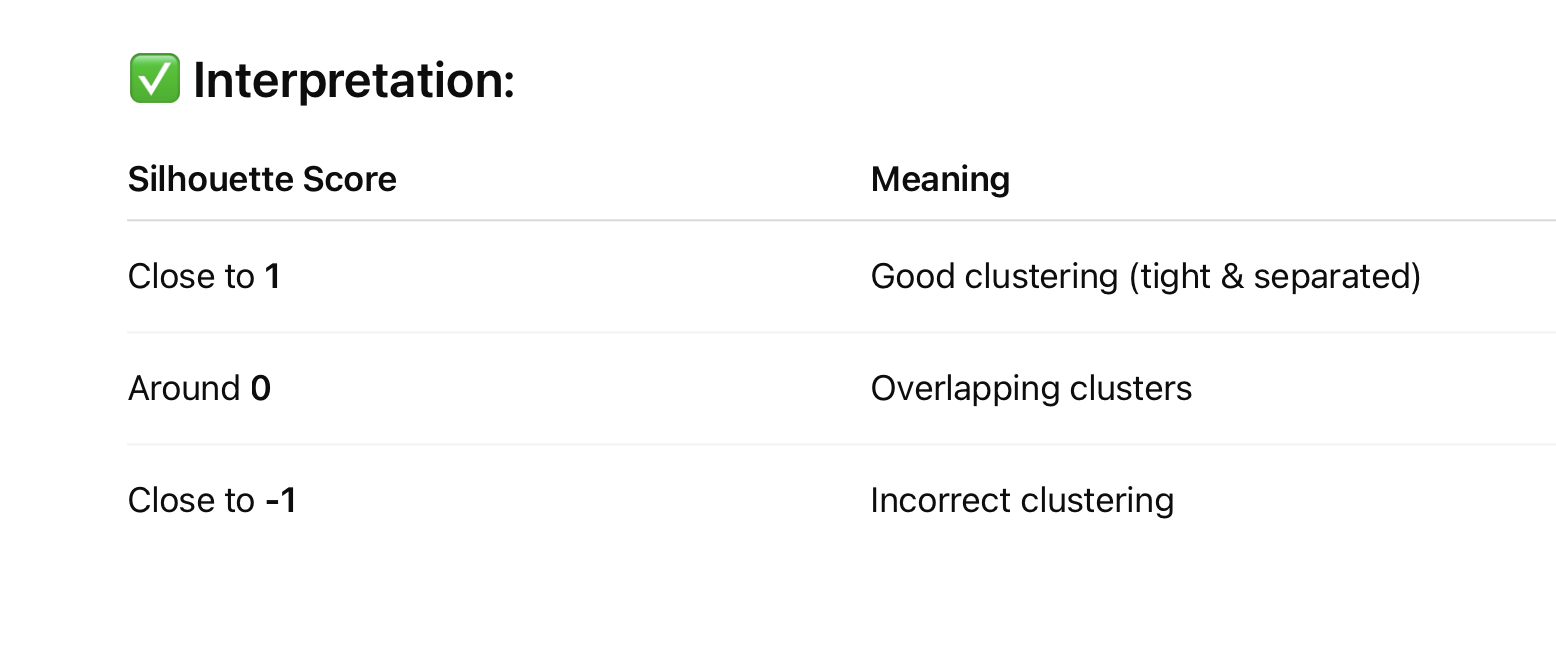 ✅ Interpretation:
Silhouette Score Meaning
Close to 1 Good clustering (tight & separated)
Around 0 Overlapping clusters
Close to -1 Incorrect clustering